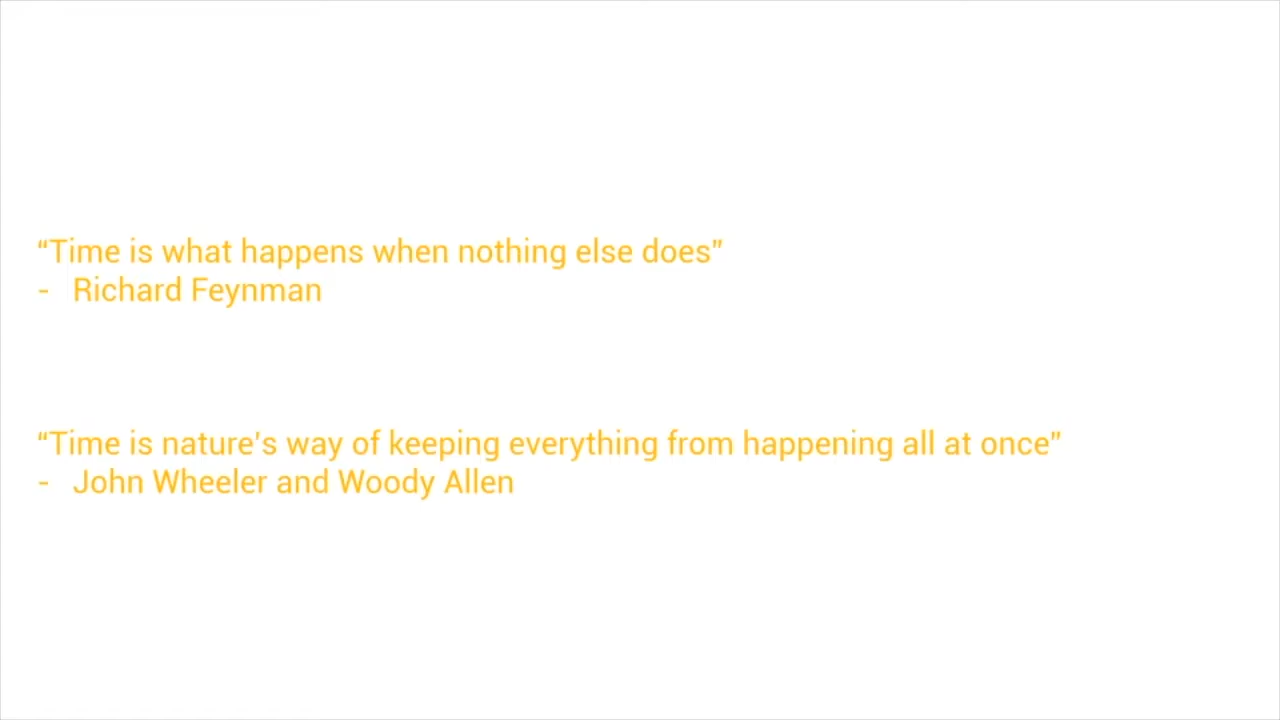 “Time is what happens when nothing else does”
- Richard Feynman
“Time is nature's way of keeping everything from happening all at once”
- John Wheeler and Woody Allen